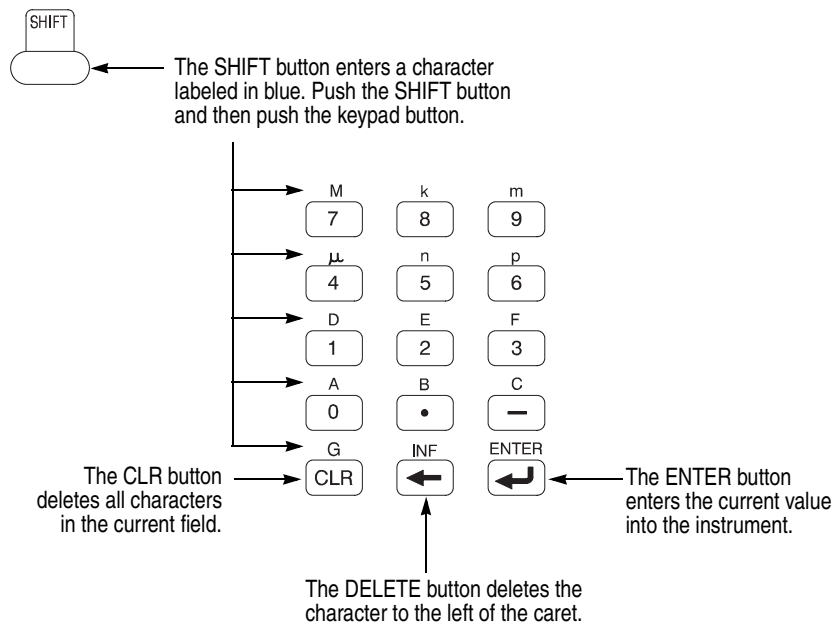 SHIFT
The SHIFT button enters a character
labeled in blue. Push the SHIFT button
and then push the keypad button.
M k m
7 8 9
μ n p
4 5 6
D E F
1 2 3
A B C
0 • —
G INF ENTER
CLR ← ↵
The CLR button
deletes all characters
in the current field.
The ENTER button
enters the current value
into the instrument.
The DELETE button deletes the
character to the left of the caret.